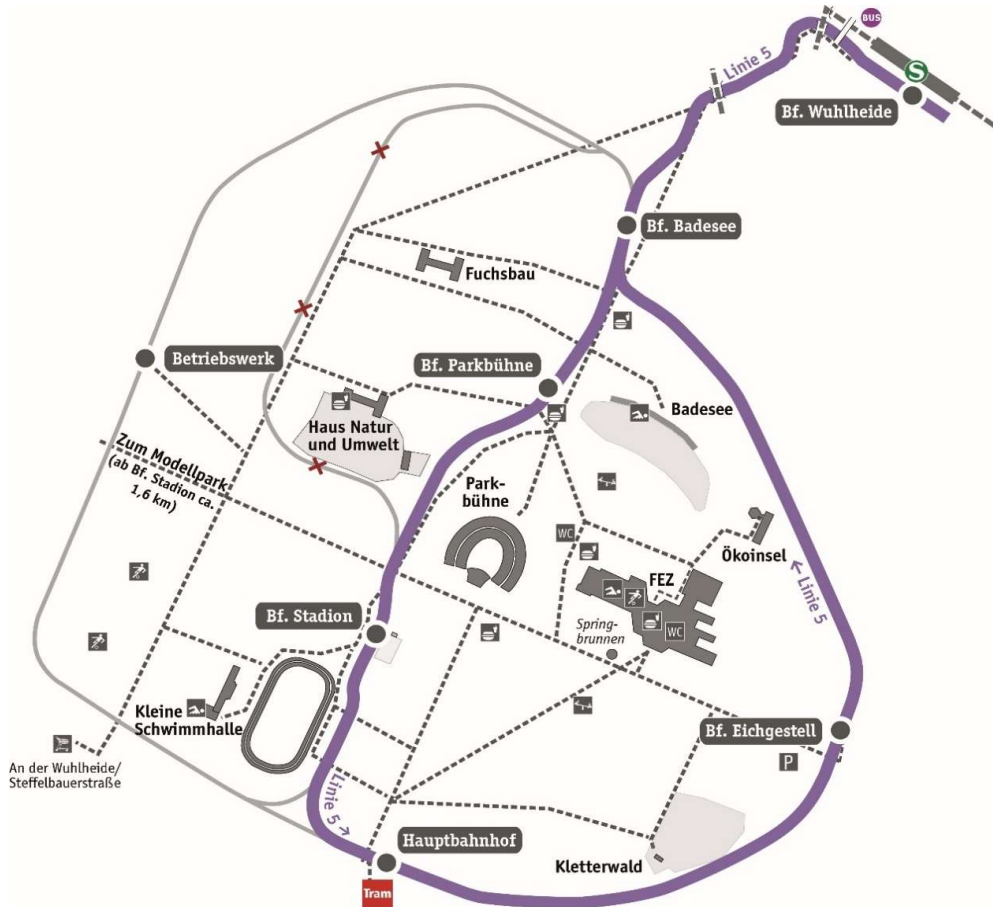 BUS
Linie 5
S
Bf. Wuhlheide
Bf. Badesee
Fuchsbau
Betriebswerk
Bf. Parkbühne
Badesee
Haus Natur
und Umwelt
Zum Modellpark
(ab Bf. Stadion ca.
1,6 km)
Park-
bühne
WC
Ökoinsel
FEZ
Linie 5
Bf. Stadion
Spring-
brunnen
WC
Kleine
Schwimmhalle
Bf. Eichgestell
P
An der Wuhlheide/
Steffelbauerstraße
Linie 5
Hauptbahnhof
Kletterwald
Tram